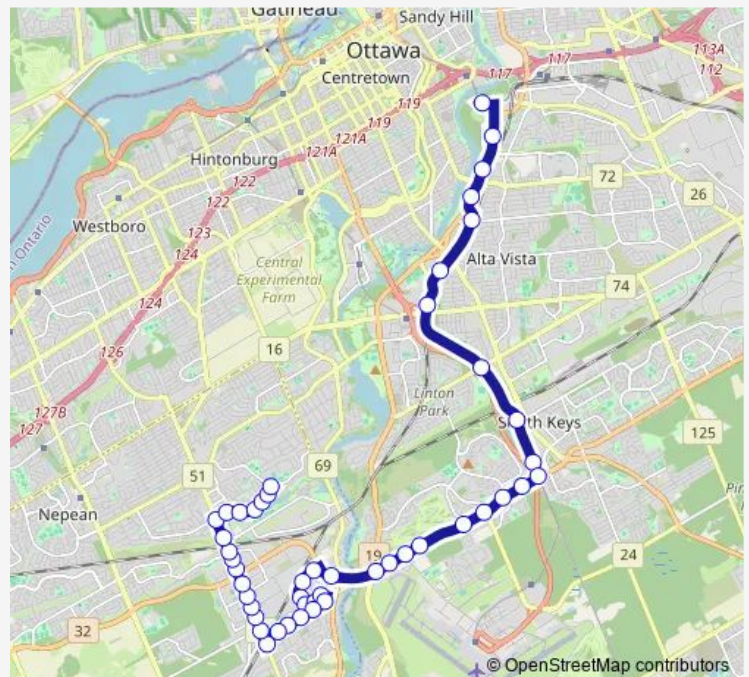 Gatineau
Sandy Hill
Ottawa
113A
117
117
112
Centretown
119
119
121A
Hintonburg
121A
122
72
122
26
Westboro
123
Ontario
124
Alta Vista
Central
Experimental
Farm
74
124
16
126
Linton
Park
127B
127
South Keys
125
69
51
Nepean
19
24
32
© OpenStreetMap contributors